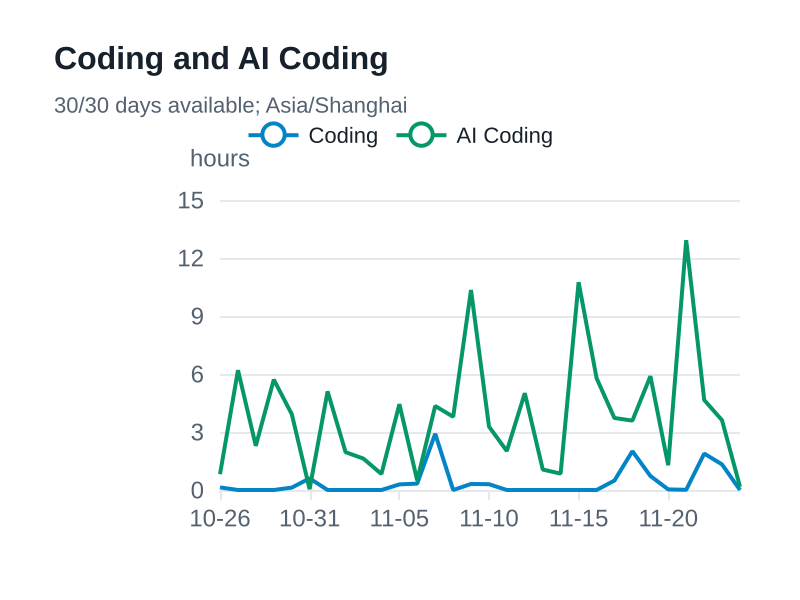 Coding and AI Coding
30/30 days available; Asia/Shanghai
Coding AI Coding
hours
15
12
9
6
3
0
10-26 10-31 11-05 11-10 11-15 11-20